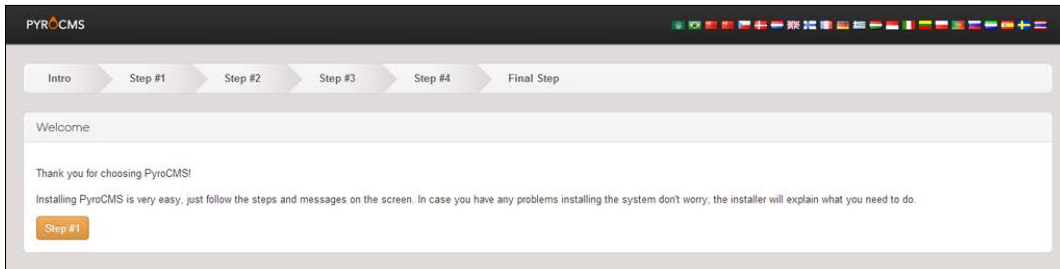 PYROCMS
Intro Step #1 Step #2 Step #3 Step #4 Final Step
Welcome
Thank you for choosing PyroCMS!
Installing PyroCMS is very easy, just follow the steps and messages on the screen. In case you have any problems installing the system don't worry, the installer will explain what you need to do.
Step #1